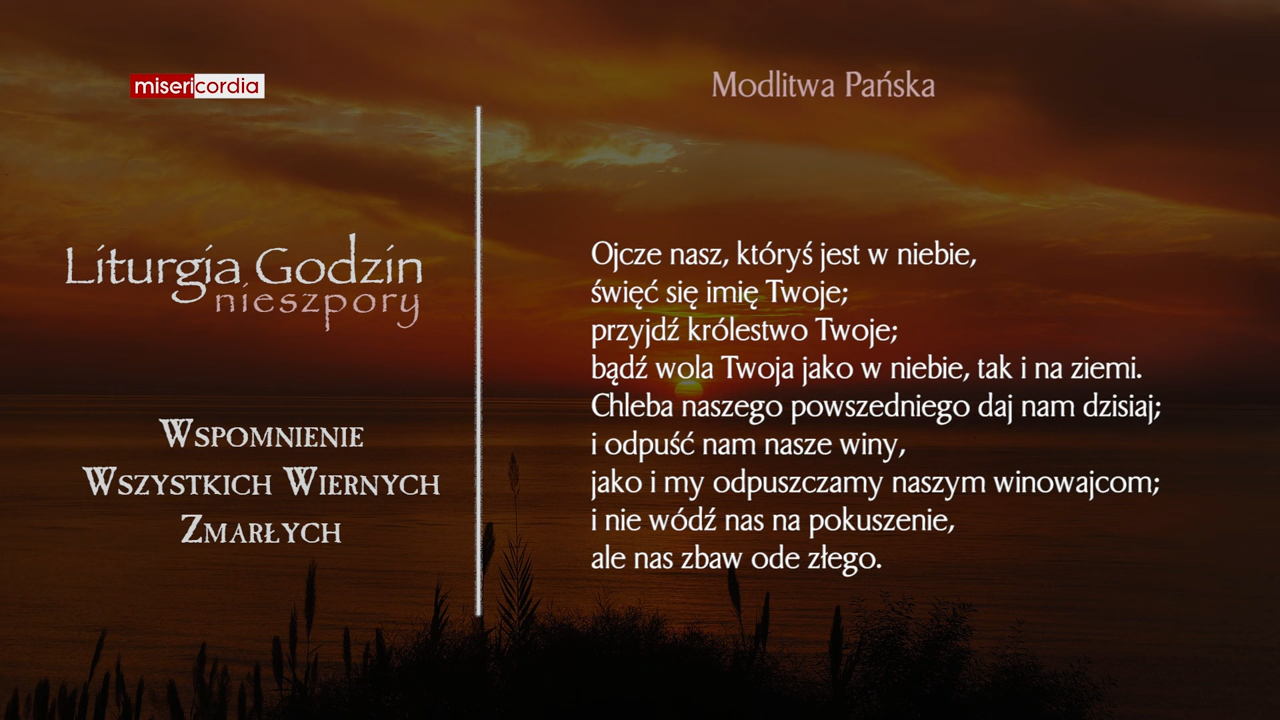 misericordia
Liturgia Godzin
nieszpory
Wspomnienie
Wszystkich Wiernych
Zmarłych
Modlitwa Pańska
Ojcze nasz, któryś jest w niebie,
święć się imię Twoje;
przyjdź królestwo Twoje;
bądź wola Twoja jako w niebie, tak i na ziemi.
Chleba naszego powszedniego daj nam dzisiaj;
i odpuść nam nasze winy,
jako i my odpuszczamy naszym winowajcom;
i nie wódź nas na pokuszenie,
ale nas zbaw ode złego.